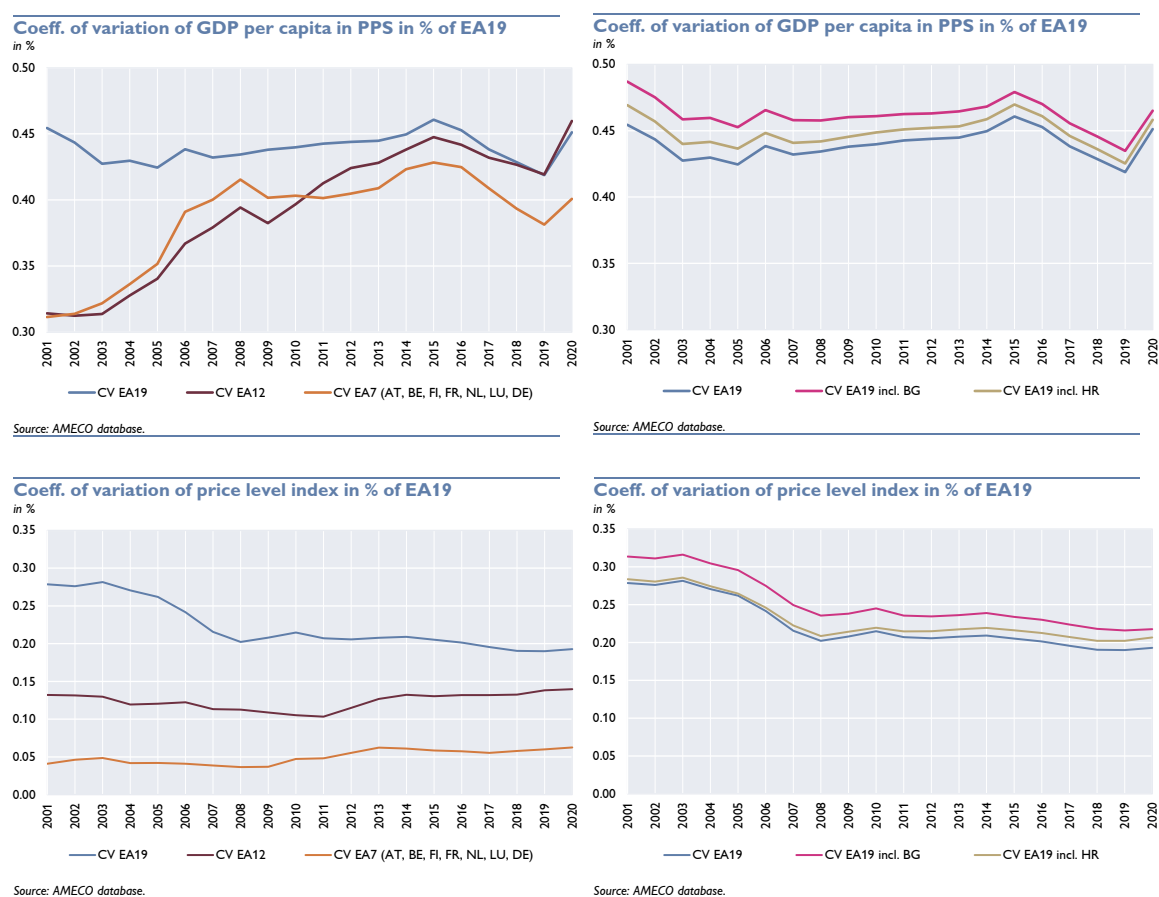 Coeff. of variation of GDP per capita in PPS in % of EA19
in %
0.50
0.45
0.40
0.35
0.30
2001 2002 2003 2004 2005 2006 2007 2008 2009 2010 2011 2012 2013 2014 2015 2016 2017 2018 2019 2020
CV EA19 CV EA12 CV EA7 (AT, BE, FI, FR, NL, LU, DE)
Source: AMECO database.
Coeff. of variation of GDP per capita in PPS in % of EA19
in %
0.50
0.45
0.40
0.35
0.30
2001 2002 2003 2004 2005 2006 2007 2008 2009 2010 2011 2012 2013 2014 2015 2016 2017 2018 2019 2020
CV EA19 CV EA19 incl. BG CV EA19 incl. HR
Source: AMECO database.
Coeff. of variation of price level index in % of EA19
in %
0.35
0.30
0.25
0.20
0.15
0.10
0.05
0.00
2001 2002 2003 2004 2005 2006 2007 2008 2009 2010 2011 2012 2013 2014 2015 2016 2017 2018 2019 2020
CV EA19 CV EA12 CV EA7 (AT, BE, FI, FR, NL, LU, DE)
Source: AMECO database.
Coeff. of variation of price level index in % of EA19
in %
0.35
0.30
0.25
0.20
0.15
0.10
0.05
0.00
2001 2002 2003 2004 2005 2006 2007 2008 2009 2010 2011 2012 2013 2014 2015 2016 2017 2018 2019 2020
CV EA19 CV EA19 incl. BG CV EA19 incl. HR
Source: AMECO database.